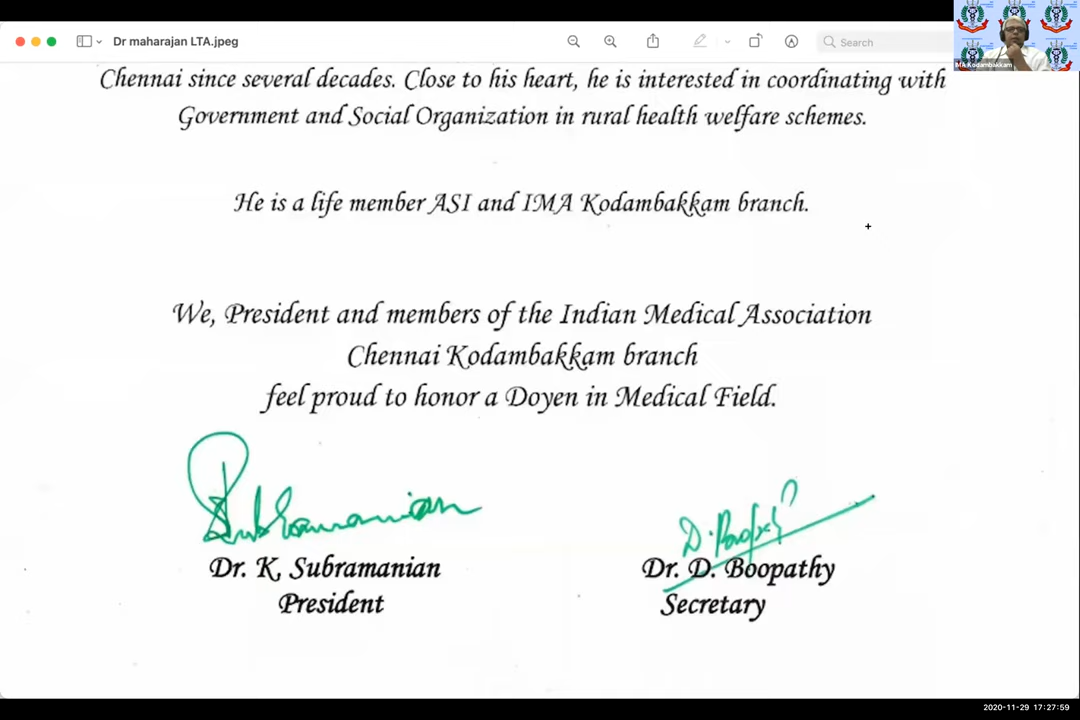 Dr maharajan LTA.jpeg
Search
IMA Kodambakkam
Chennai since several decades. Close to his heart, he is interested in coordinating with
Government and Social Organization in rural health welfare schemes.
He is a life member ASI and IMA Kodambakkam branch.
We, President and members of the Indian Medical Association
Chennai Kodambakkam branch
feel proud to honor a Doyen in Medical Field.
Subramanian
Dr. K. Subramanian
President
Dr. D. Boopathy
Secretary
2020-11-29 17:27:59